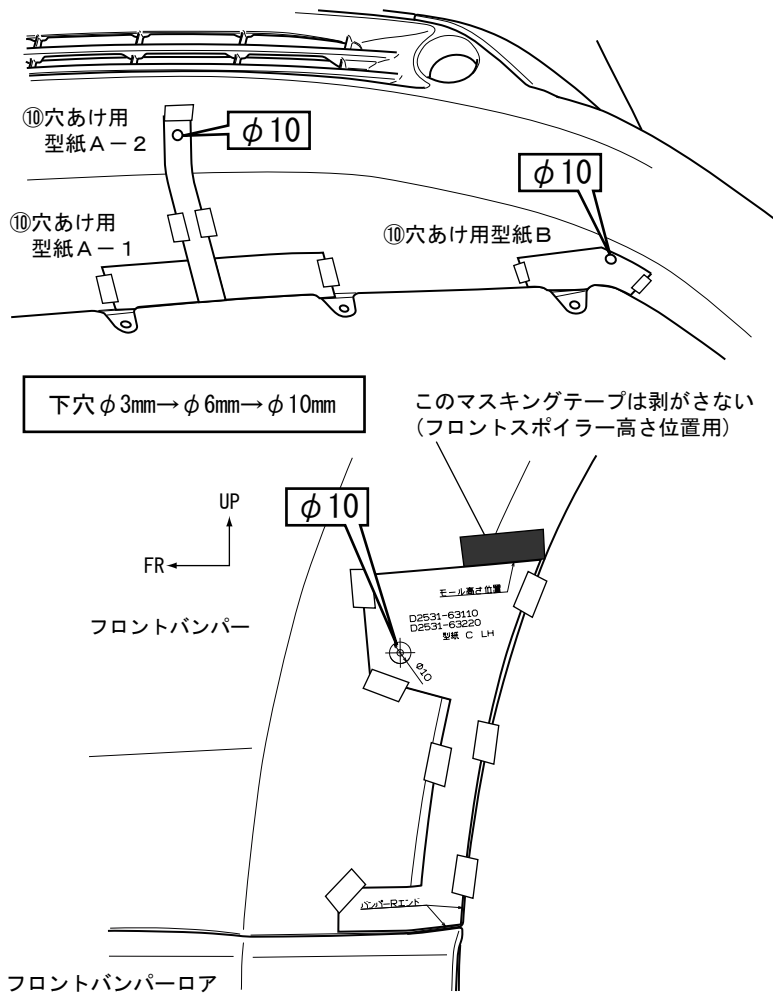 ⑩穴あけ用
型紙A－2
φ10
φ10
⑩穴あけ用
型紙A－1
⑩穴あけ用型紙B
下穴φ3mm→φ6mm→φ10mm
このマスキングテープは剥がさない
(フロントスポイラー高さ位置用)
UP
FR
φ10
フロントバンパー
モール高さ位置
D2531-63110
D2531-63220
型紙 C LH
φ10
バンパーRエンド
フロントバンパーロア